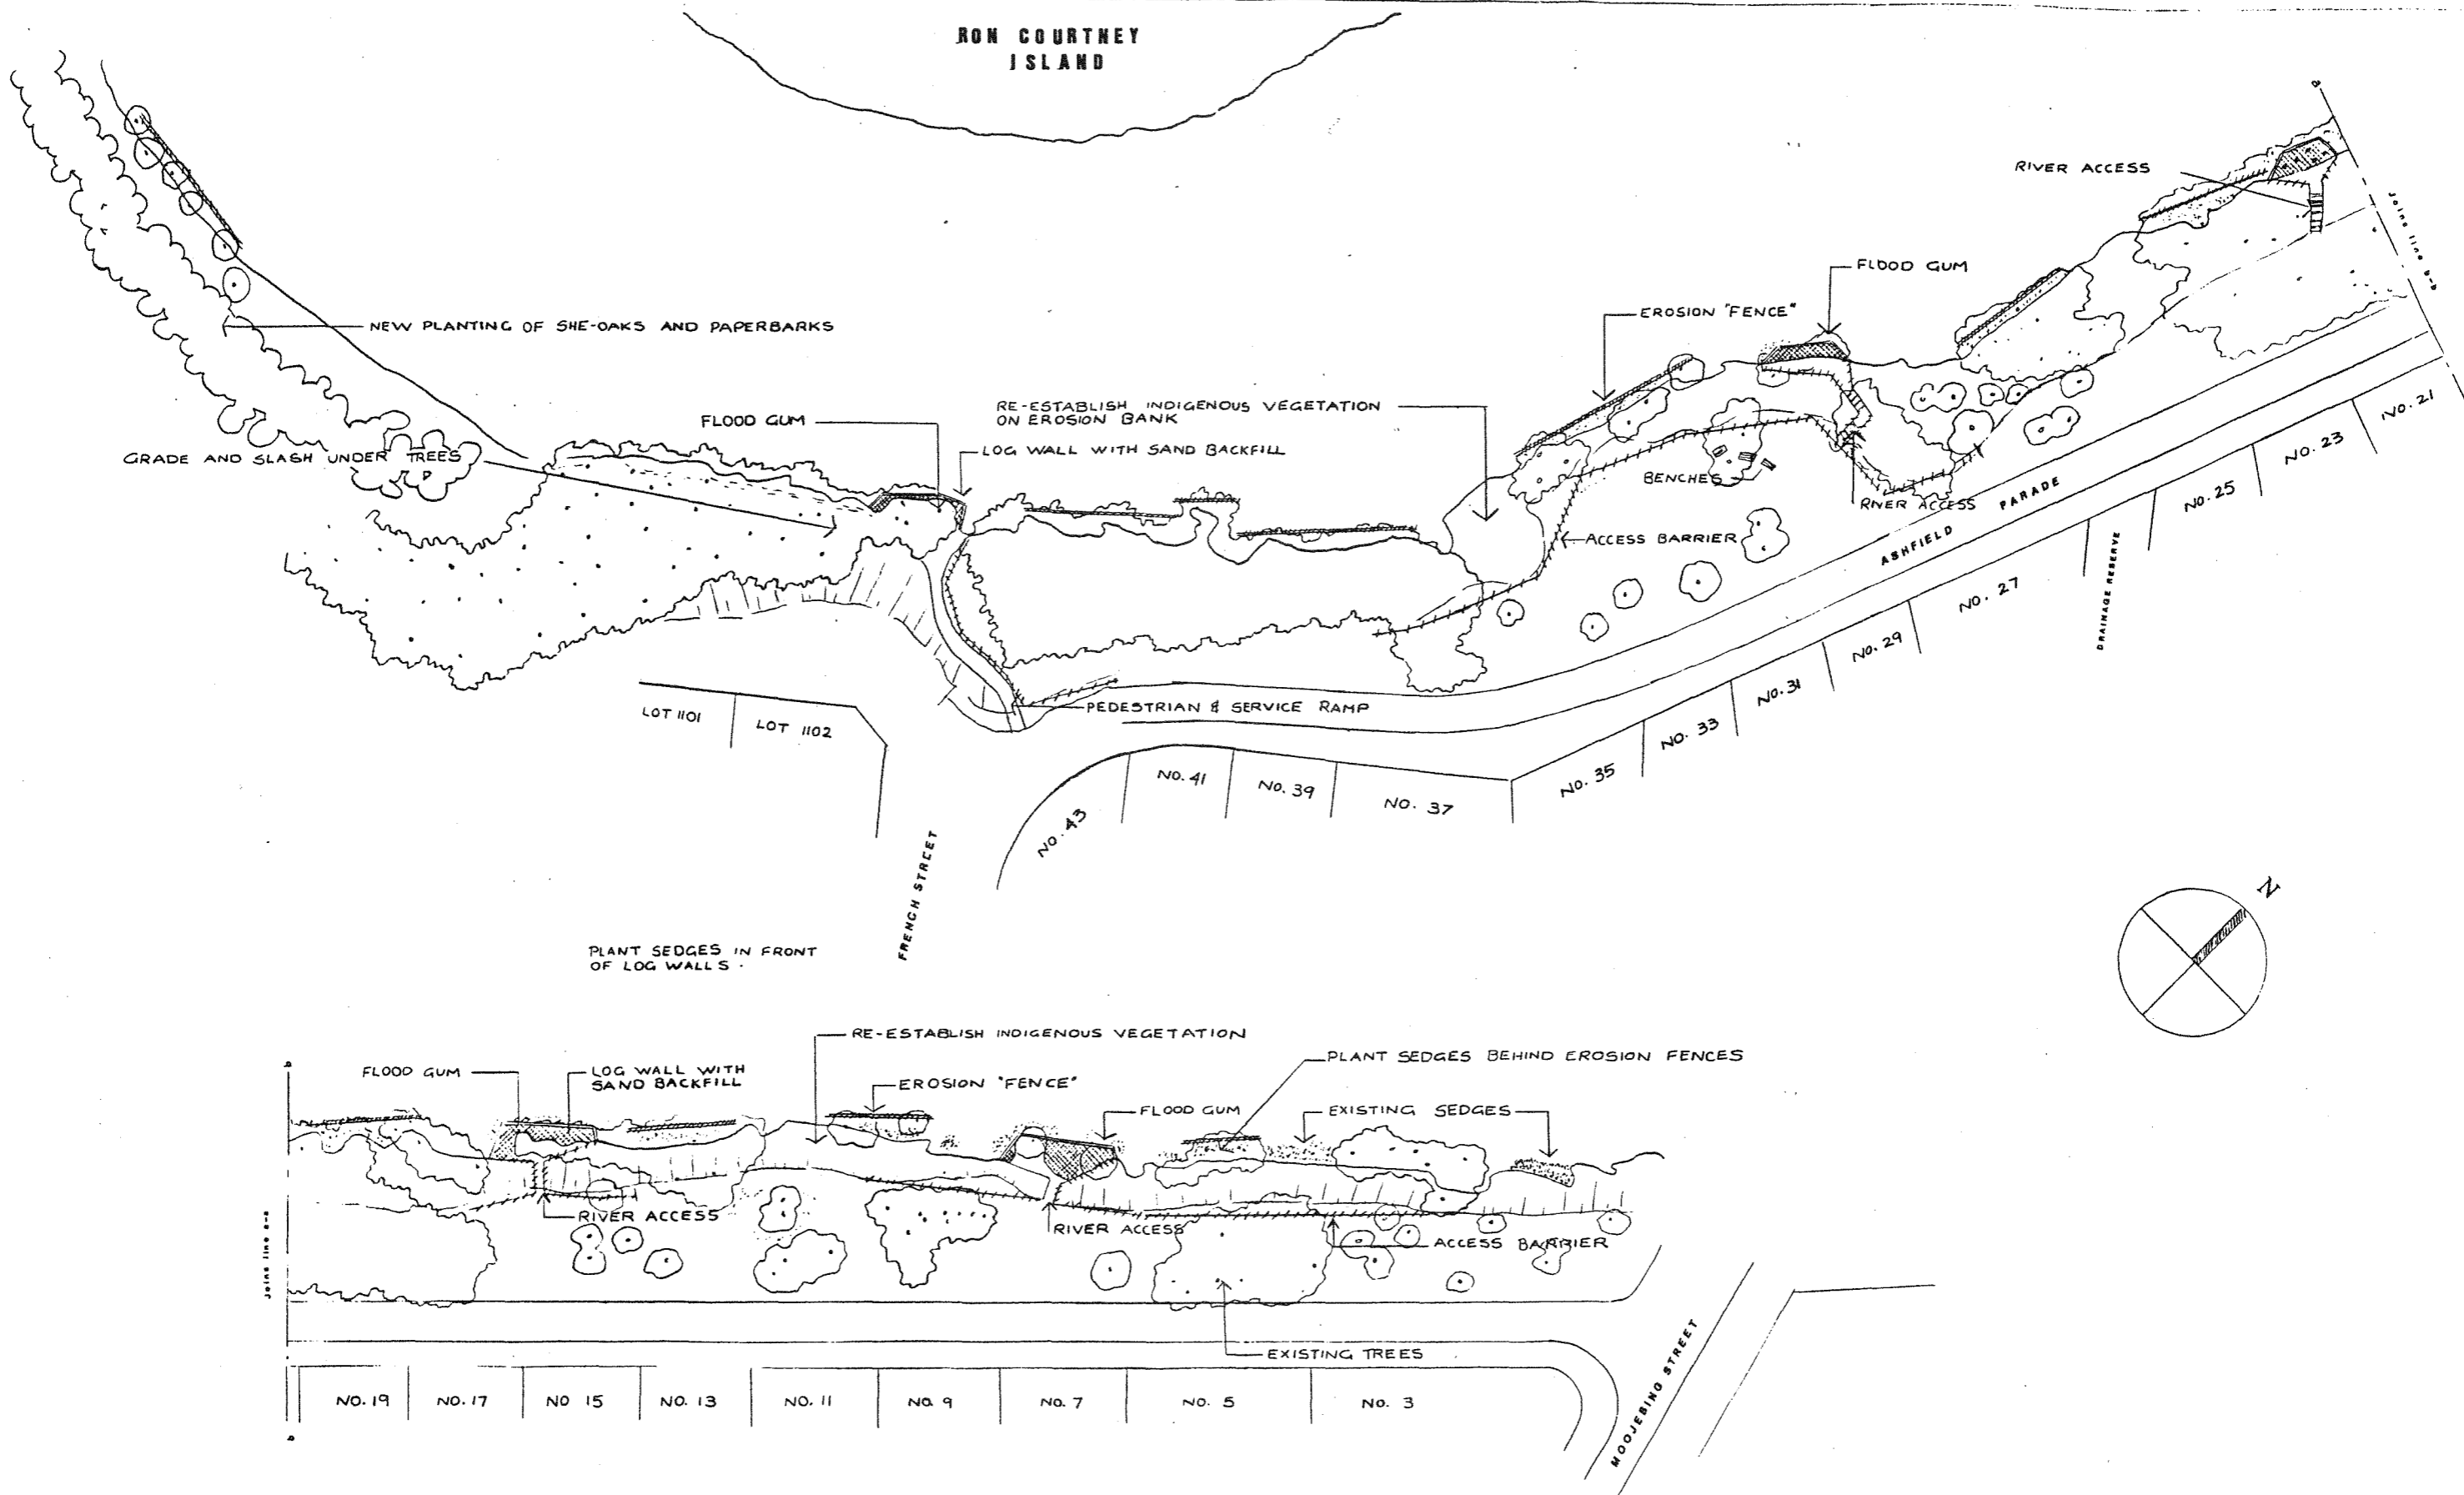 RON COURTNEY
ISLAND
RIVER ACCESS
Joins line
FLOOD GUM
EROSION "FENCE"
NEW PLANTING OF SHE-OAKS AND PAPERBARKS
RE-ESTABLISH INDIGENOUS VEGETATION
ON EROSION BANK
FLOOD GUM
LOG WALL WITH SAND BACKFILL
GRADE AND SLASH UNDER TREES
BENCHES
RIVER ACCESS
ACCESS BARRIER
ASHFIELD PARADE
NO. 21
NO. 23
NO. 25
DRAINAGE RESERVE
NO. 27
NO. 29
NO. 31
NO. 33
NO. 35
PEDESTRIAN & SERVICE RAMP
LOT 1101
LOT 1102
NO. 43
NO. 41
NO. 39
NO. 37
FRENCH STREET
N
PLANT SEDGES IN FRONT
OF LOG WALLS.
RE-ESTABLISH INDIGENOUS VEGETATION
PLANT SEDGES BEHIND EROSION FENCES
FLOOD GUM
LOG WALL WITH
SAND BACKFILL
EROSION "FENCE"
FLOOD GUM
EXISTING SEDGES
RIVER ACCESS
RIVER ACCESS
ACCESS BARRIER
Joins line
EXISTING TREES
NO. 19
NO. 17
NO 15
NO. 13
NO. 11
NO. 9
NO. 7
NO. 5
NO. 3
MOOJEBING STREET